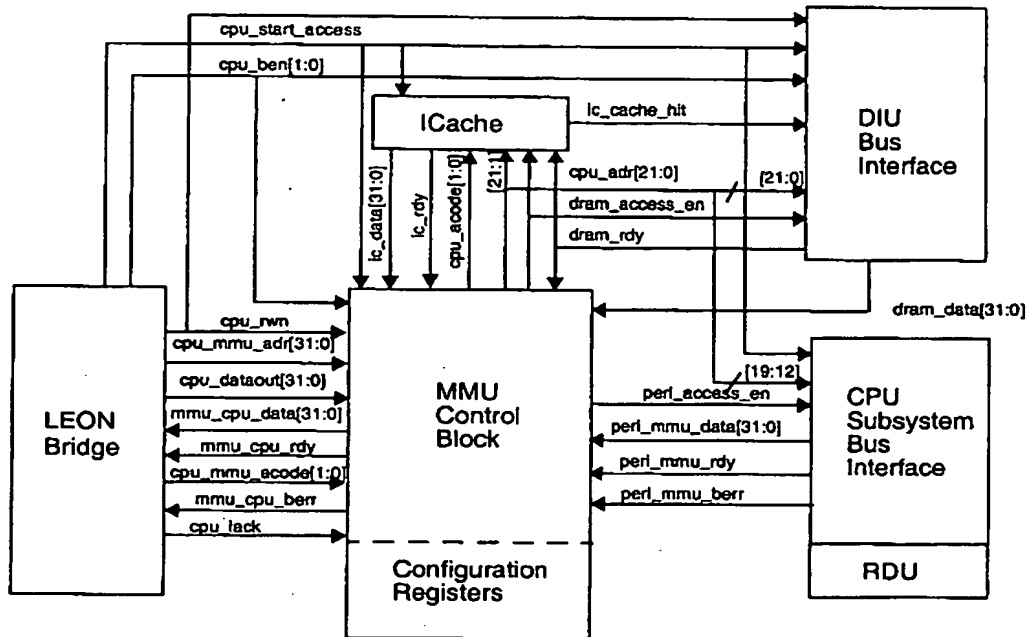 cpu_start_access
cpu_ben[1:0]
ICache
ic_cache_hit
DIU
Bus
Interface
ic_data[31:0]
ic_rdy
cpu_acode[1:0]
[21:1]
cpu_adr[21:0]
[21:0]
dram_access_en
dram_rdy
dram_data[31:0]
cpu_rwn
cpu_mmu_adr[31:0]
cpu_dataout[31:0]
mmu_cpu_data[31:0]
mmu_cpu_rdy
cpu_mmu_acode[1:0]
mmu_cpu_berr
cpu_iack
LEON
Bridge
MMU
Control
Block
Configuration
Registers
[19:12]
peri_access_en
peri_mmu_data[31:0]
peri_mmu_rdy
peri_mmu_berr
CPU
Subsystem
Bus
Interface
RDU